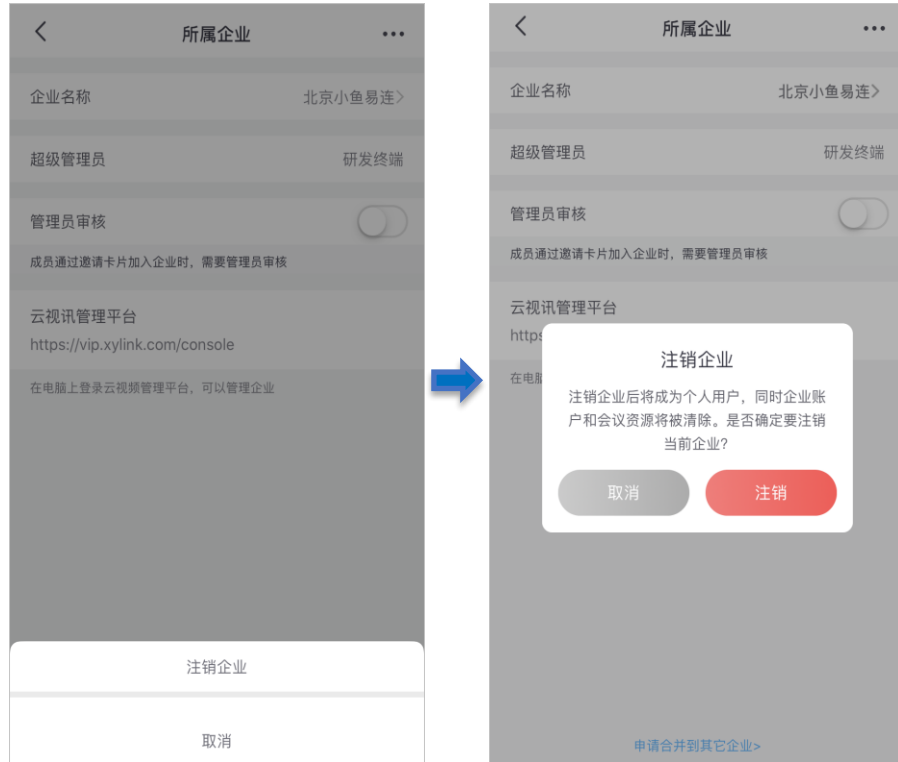 所属企业
企业名称
北京小鱼易连>
超级管理员
研发终端
管理员审核
成员通过邀请卡片加入企业时，需要管理员审核
云视讯管理平台
https://vip.xylink.com/console
在电脑上登录云视频管理平台，可以管理企业
注销企业
取消
所属企业
企业名称
北京小鱼易连>
超级管理员
研发终端
管理员审核
成员通过邀请卡片加入企业时，需要管理员审核
云视讯管理平台
https
在电脑
注销企业
注销企业后将成为个人用户，同时企业账
户和会议资源将被清除。是否确定要注销
当前企业?
取消
注销
申请合并到其它企业>